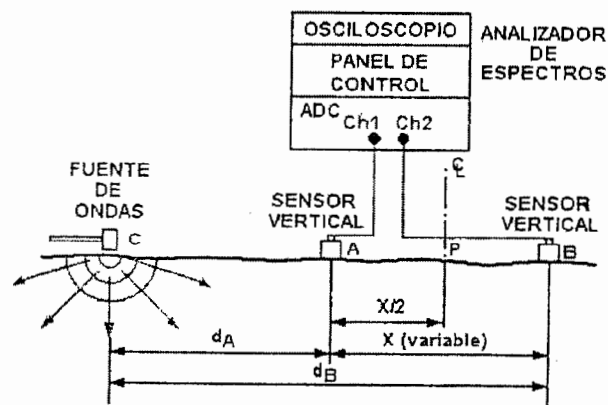 OSCILOSCOPIO
PANEL DE
CONTROL
ADC
Ch1 Ch2
ANALIZADOR
DE
ESPECTROS
FUENTE
DE
ONDAS
C
SENSOR
VERTICAL
A
℄
P
SENSOR
VERTICAL
B
X/2
dA
X (variable)
dB